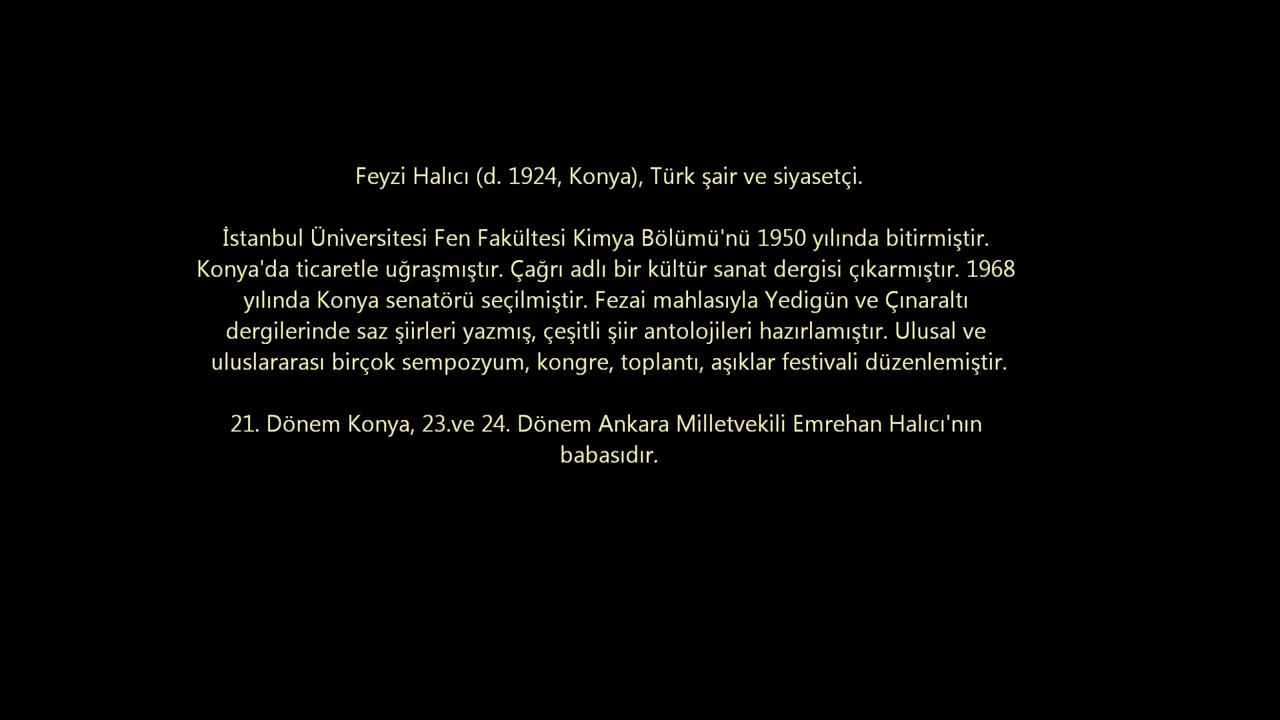 Feyzi Halıcı (d. 1924, Konya), Türk şair ve siyasetçi.
İstanbul Üniversitesi Fen Fakültesi Kimya Bölümü'nü 1950 yılında bitirmiştir.
Konya'da ticaretle uğraşmıştır. Çağrı adlı bir kültür sanat dergisi çıkarmıştır. 1968
yılında Konya senatörü seçilmiştir. Fezai mahlasıyla Yedigün ve Çınaraltı
dergilerinde saz şiirleri yazmış, çeşitli şiir antolojileri hazırlamıştır. Ulusal ve
uluslararası birçok sempozyum, kongre, toplantı, aşıklar festivali düzenlemiştir.
21. Dönem Konya, 23.ve 24. Dönem Ankara Milletvekili Emrehan Halıcı'nın
babasıdır.